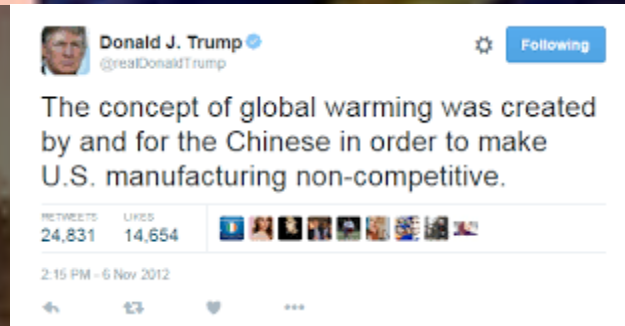 Donald J. Trump
@realDonaldTrump
Following
The concept of global warming was created
by and for the Chinese in order to make
U.S. manufacturing non-competitive.
RETWEETS LIKES
24,831 14,654
2:15 PM - 6 Nov 2012